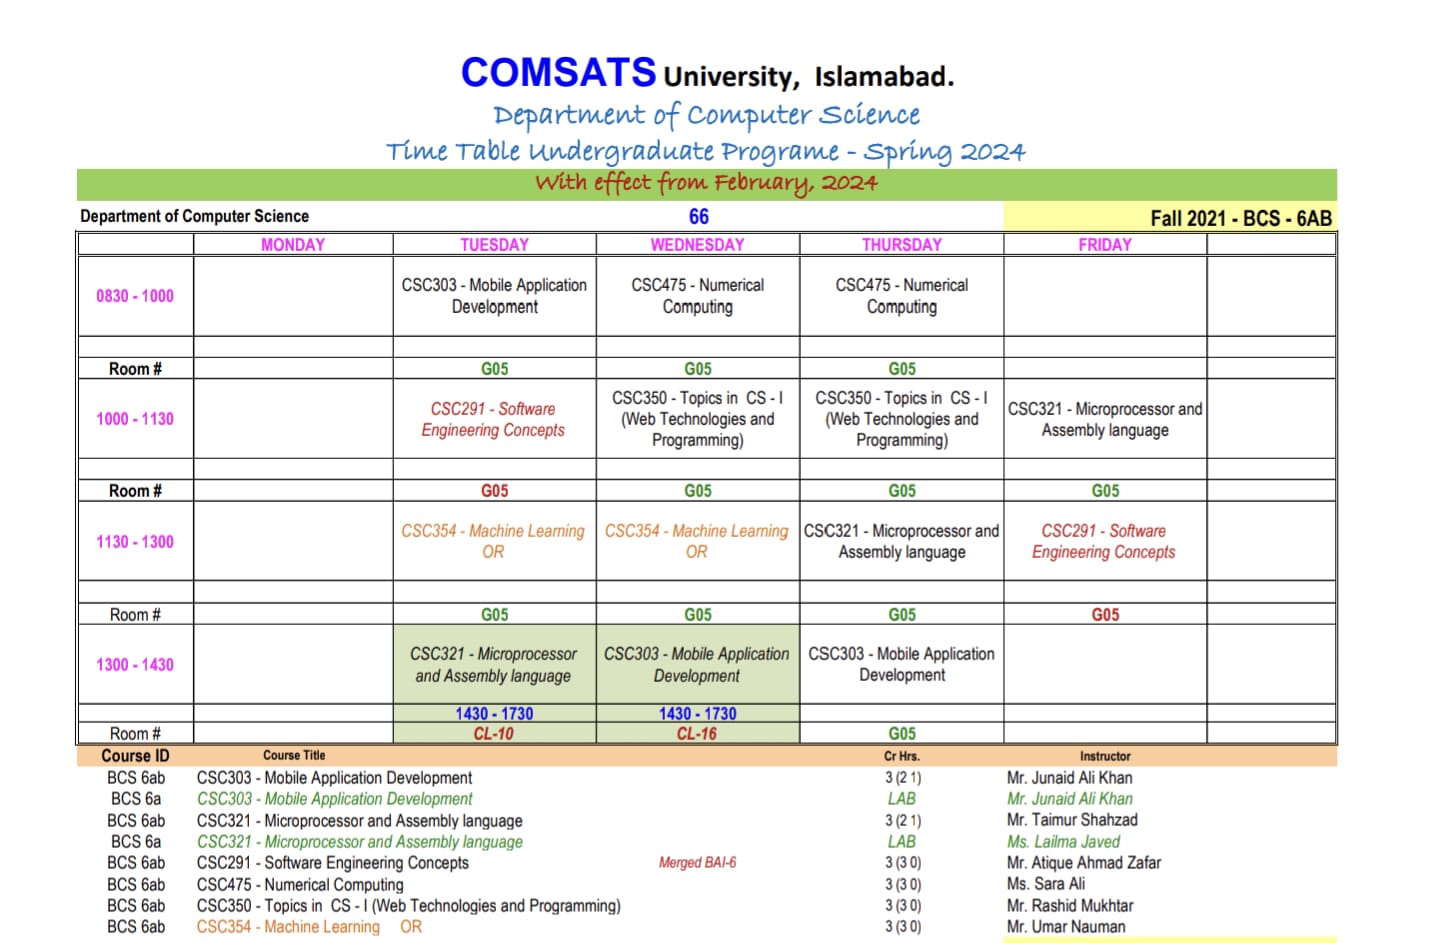 COMSATS University, Islamabad.
Department of Computer Science
Time Table Undergraduate Programe - Spring 2024
With effect from February, 2024
Department of Computer Science 66 Fall 2021 - BCS - 6AB
MONDAY TUESDAY WEDNESDAY THURSDAY FRIDAY
0830 - 1000
CSC303 - Mobile Application
Development
CSC475 - Numerical
Computing
CSC475 - Numerical
Computing
Room # G05 G05 G05
1000 - 1130
CSC291 - Software
Engineering Concepts
CSC350 - Topics in CS - I
(Web Technologies and
Programming)
CSC350 - Topics in CS - I
(Web Technologies and
Programming)
CSC321 - Microprocessor and
Assembly language
Room # G05 G05 G05 G05
1130 - 1300
CSC354 - Machine Learning
OR
CSC354 - Machine Learning
OR
CSC321 - Microprocessor and
Assembly language
CSC291 - Software
Engineering Concepts
Room # G05 G05 G05 G05
1300 - 1430
CSC321 - Microprocessor
and Assembly language
CSC303 - Mobile Application
Development
CSC303 - Mobile Application
Development
1430 - 1730 1430 - 1730
Room # CL-10 CL-16 G05
Course ID Course Title Cr Hrs. Instructor
BCS 6ab CSC303 - Mobile Application Development 3 (2 1) Mr. Junaid Ali Khan
BCS 6a CSC303 - Mobile Application Development LAB Mr. Junaid Ali Khan
BCS 6ab CSC321 - Microprocessor and Assembly language 3 (2 1) Mr. Taimur Shahzad
BCS 6a CSC321 - Microprocessor and Assembly language LAB Ms. Lailma Javed
BCS 6ab CSC291 - Software Engineering Concepts Merged BAI-6 3 (3 0) Mr. Atique Ahmad Zafar
BCS 6ab CSC475 - Numerical Computing 3 (3 0) Ms. Sara Ali
BCS 6ab CSC350 - Topics in CS - I (Web Technologies and Programming) 3 (3 0) Mr. Rashid Mukhtar
BCS 6ab CSC354 - Machine Learning OR 3 (3 0) Mr. Umar Nauman